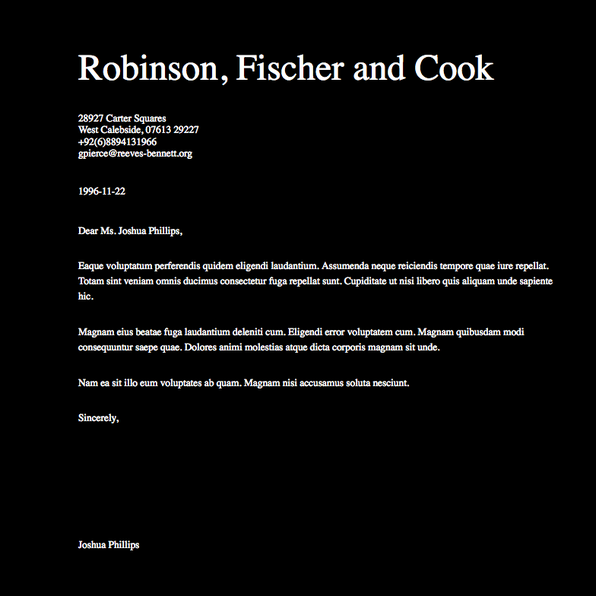 Robinson, Fischer and Cook
28927 Carter Squares
West Calebside, 07613 29227
+92(6)8894131966
gpierce@reeves-bennett.org
1996-11-22
Dear Ms. Joshua Phillips,
Eaque voluptatum perferendis quidem eligendi laudantium. Assumenda neque reiciendis tempore quae iure repellat.
Totam sint veniam omnis ducimus consectetur fuga repellat sunt. Cupiditate ut nisi libero quis aliquam unde sapiente
hic.
Magnam eius beatae fuga laudantium deleniti cum. Eligendi error voluptatem cum. Magnam quibusdam modi
consequuntur saepe quae. Dolores animi molestias atque dicta corporis magnam sit unde.
Nam ea sit illo eum voluptates ab quam. Magnam nisi accusamus soluta nesciunt.
Sincerely,
Joshua Phillips